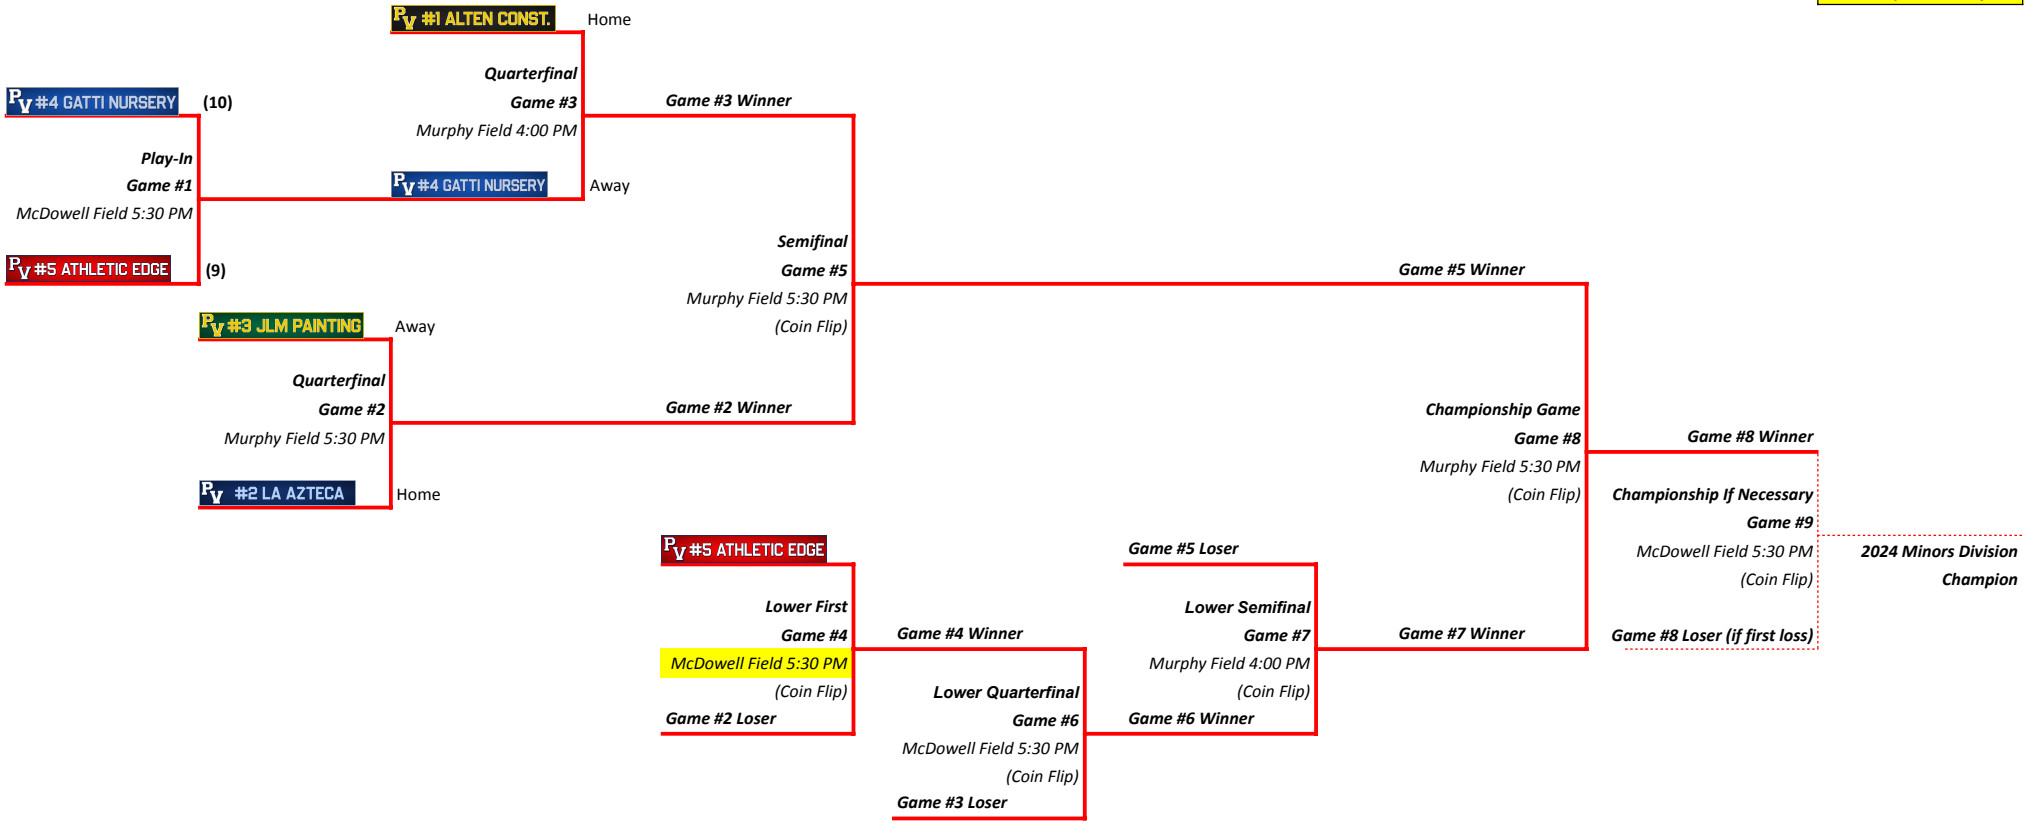 PV #1 ALTEN CONST.
Home
Quarterfinal
Game #3
Murphy Field 4:00 PM
Game #3 Winner
PV #4 GATTI NURSERY
(10)
Play-In
Game #1
McDowell Field 5:30 PM
PV #4 GATTI NURSERY
Away
PV #5 ATHLETIC EDGE
(9)
Semifinal
Game #5
Murphy Field 5:30 PM
(Coin Flip)
Game #5 Winner
PV #3 JLM PAINTING
Away
Quarterfinal
Game #2
Murphy Field 5:30 PM
Game #2 Winner
PV #2 LA AZTECA
Home
Championship Game
Game #8
Murphy Field 5:30 PM
(Coin Flip)
Game #8 Winner
Championship If Necessary
Game #9
McDowell Field 5:30 PM
(Coin Flip)
Game #8 Loser (if first loss)
2024 Minors Division
Champion
PV #5 ATHLETIC EDGE
Lower First
Game #4
McDowell Field 5:30 PM
(Coin Flip)
Game #2 Loser
Game #4 Winner
Lower Quarterfinal
Game #6
McDowell Field 5:30 PM
(Coin Flip)
Game #3 Loser
Game #5 Loser
Lower Semifinal
Game #7
Murphy Field 4:00 PM
(Coin Flip)
Game #6 Winner
Game #7 Winner